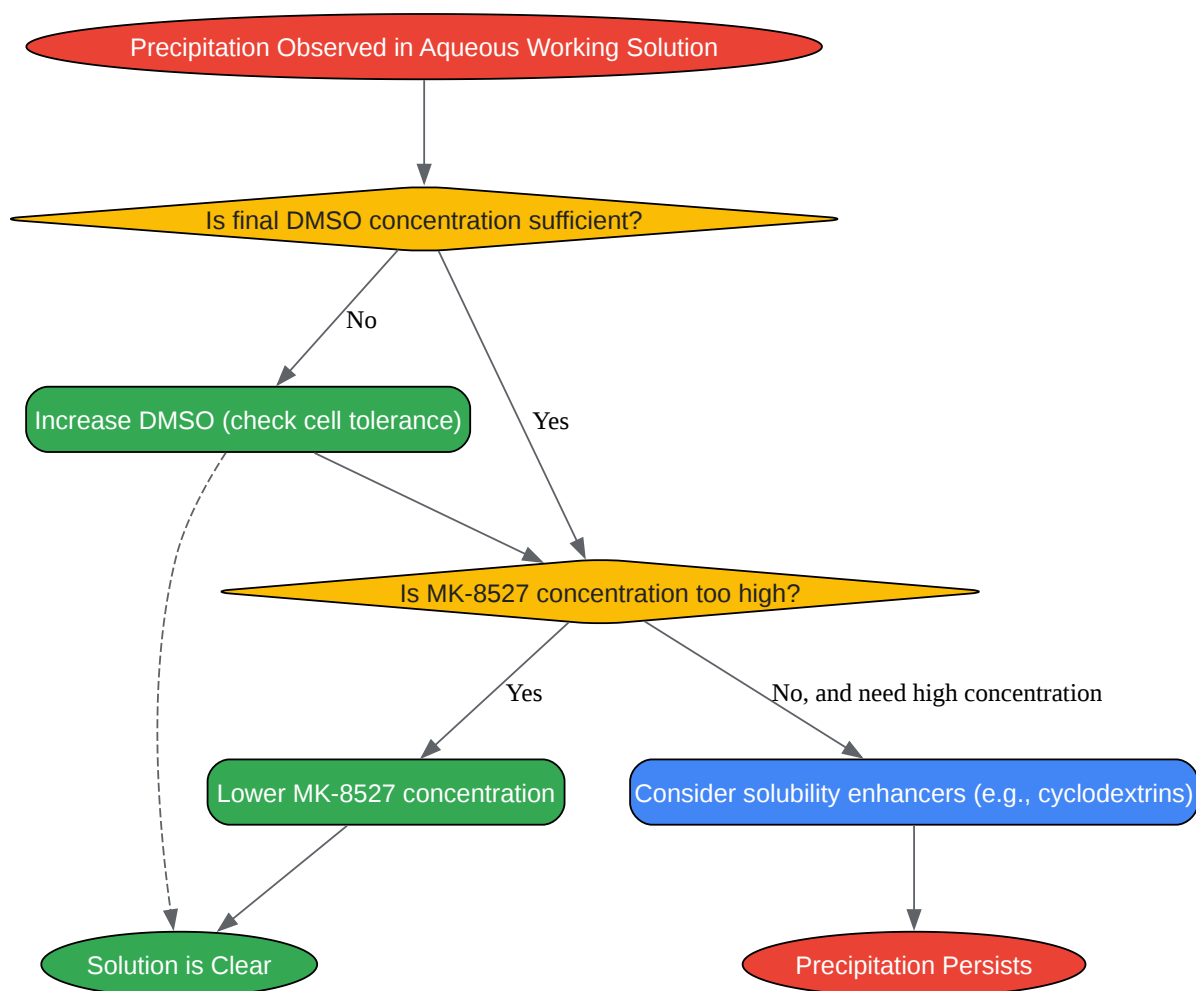 Precipitation Observed in Aqueous Working Solution
Is final DMSO concentration sufficient?
No
Increase DMSO (check cell tolerance)
Yes
Is MK-8527 concentration too high?
Yes
No, and need high concentration
Lower MK-8527 concentration
Consider solubility enhancers (e.g., cyclodextrins)
Solution is Clear
Precipitation Persists